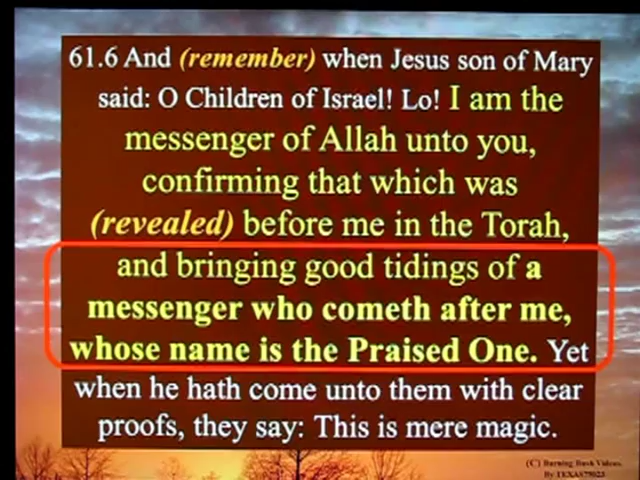 61.6 And (remember) when Jesus son of Mary
said: O Children of Israel! Lo! I am the
messenger of Allah unto you,
confirming that which was
(revealed) before me in the Torah,
and bringing good tidings of a
messenger who cometh after me,
whose name is the Praised One. Yet
when he hath come unto them with clear
proofs, they say: This is mere magic.
(C) Burning Bush Videos.
By TEXAS79023